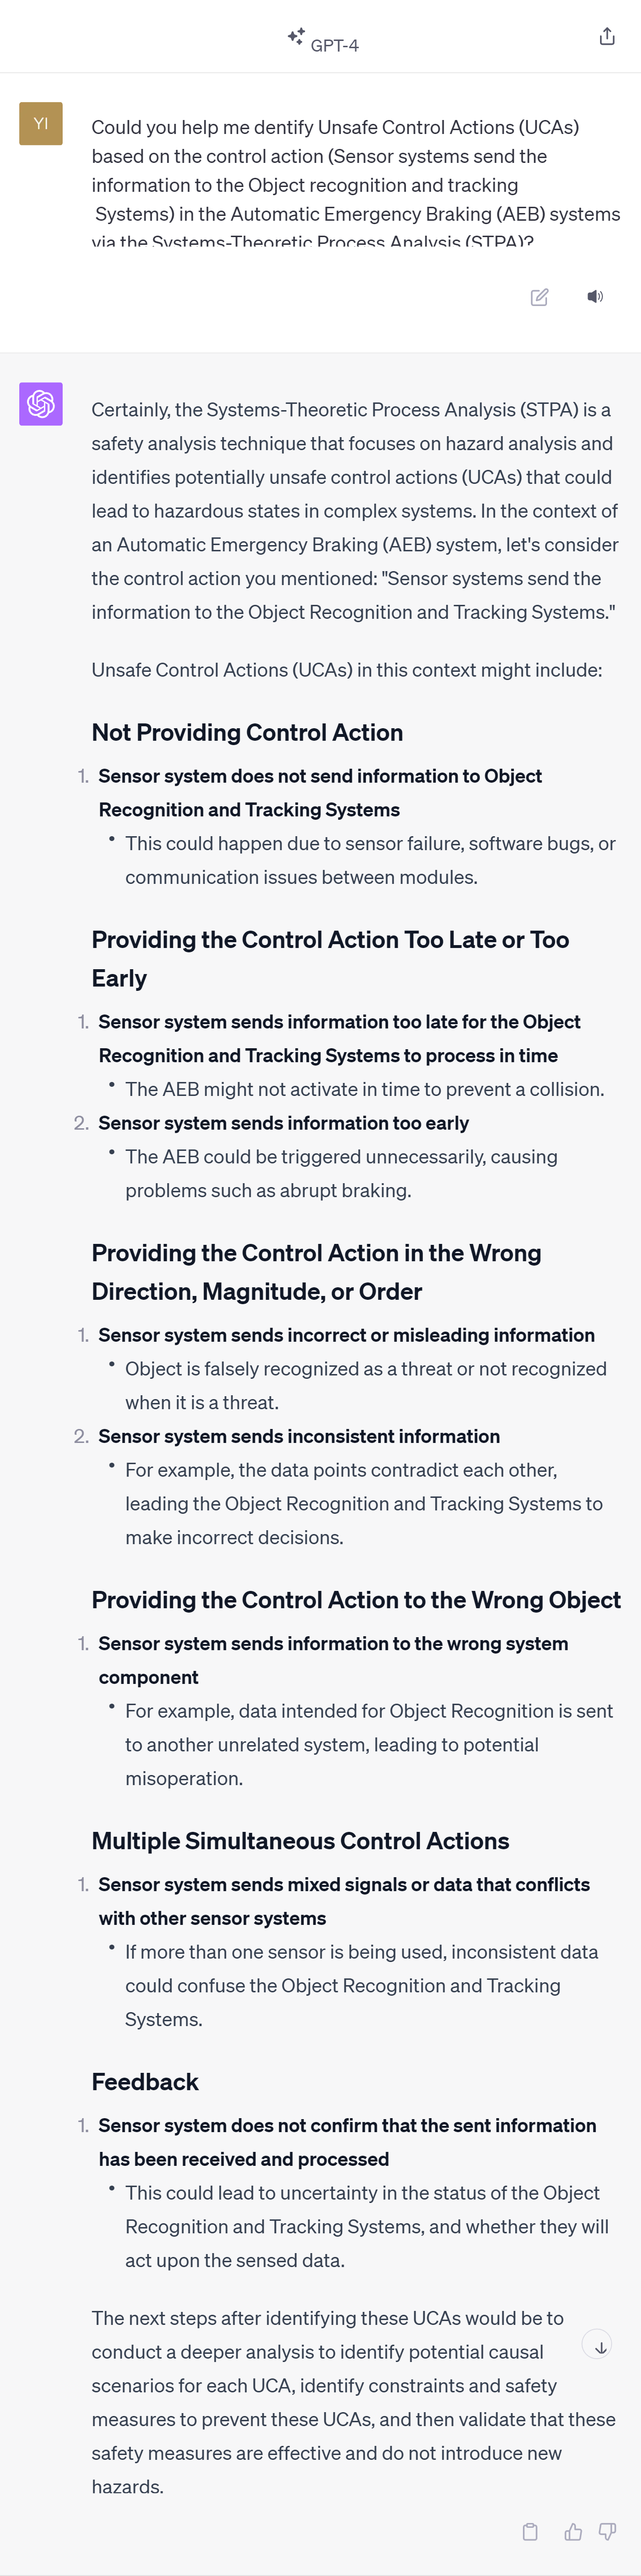 GPT-4
YI
Could you help me dentify Unsafe Control Actions (UCAs)
based on the control action (Sensor systems send the
information to the Object recognition and tracking
Systems) in the Automatic Emergency Braking (AEB) systems
via the Systems-Theoretic Process Analysis (STPA)?
Certainly, the Systems-Theoretic Process Analysis (STPA) is a
safety analysis technique that focuses on hazard analysis and
identifies potentially unsafe control actions (UCAs) that could
lead to hazardous states in complex systems. In the context of
an Automatic Emergency Braking (AEB) system, let's consider
the control action you mentioned: "Sensor systems send the
information to the Object Recognition and Tracking Systems."
Unsafe Control Actions (UCAs) in this context might include:
Not Providing Control Action
1. Sensor system does not send information to Object
Recognition and Tracking Systems
• This could happen due to sensor failure, software bugs, or
communication issues between modules.
Providing the Control Action Too Late or Too
Early
1. Sensor system sends information too late for the Object
Recognition and Tracking Systems to process in time
• The AEB might not activate in time to prevent a collision.
2. Sensor system sends information too early
• The AEB could be triggered unnecessarily, causing
problems such as abrupt braking.
Providing the Control Action in the Wrong
Direction, Magnitude, or Order
1. Sensor system sends incorrect or misleading information
• Object is falsely recognized as a threat or not recognized
when it is a threat.
2. Sensor system sends inconsistent information
• For example, the data points contradict each other,
leading the Object Recognition and Tracking Systems to
make incorrect decisions.
Providing the Control Action to the Wrong Object
1. Sensor system sends information to the wrong system
component
• For example, data intended for Object Recognition is sent
to another unrelated system, leading to potential
misoperation.
Multiple Simultaneous Control Actions
1. Sensor system sends mixed signals or data that conflicts
with other sensor systems
• If more than one sensor is being used, inconsistent data
could confuse the Object Recognition and Tracking
Systems.
Feedback
1. Sensor system does not confirm that the sent information
has been received and processed
• This could lead to uncertainty in the status of the Object
Recognition and Tracking Systems, and whether they will
act upon the sensed data.
The next steps after identifying these UCAs would be to
conduct a deeper analysis to identify potential causal
scenarios for each UCA, identify constraints and safety
measures to prevent these UCAs, and then validate that these
safety measures are effective and do not introduce new
hazards.